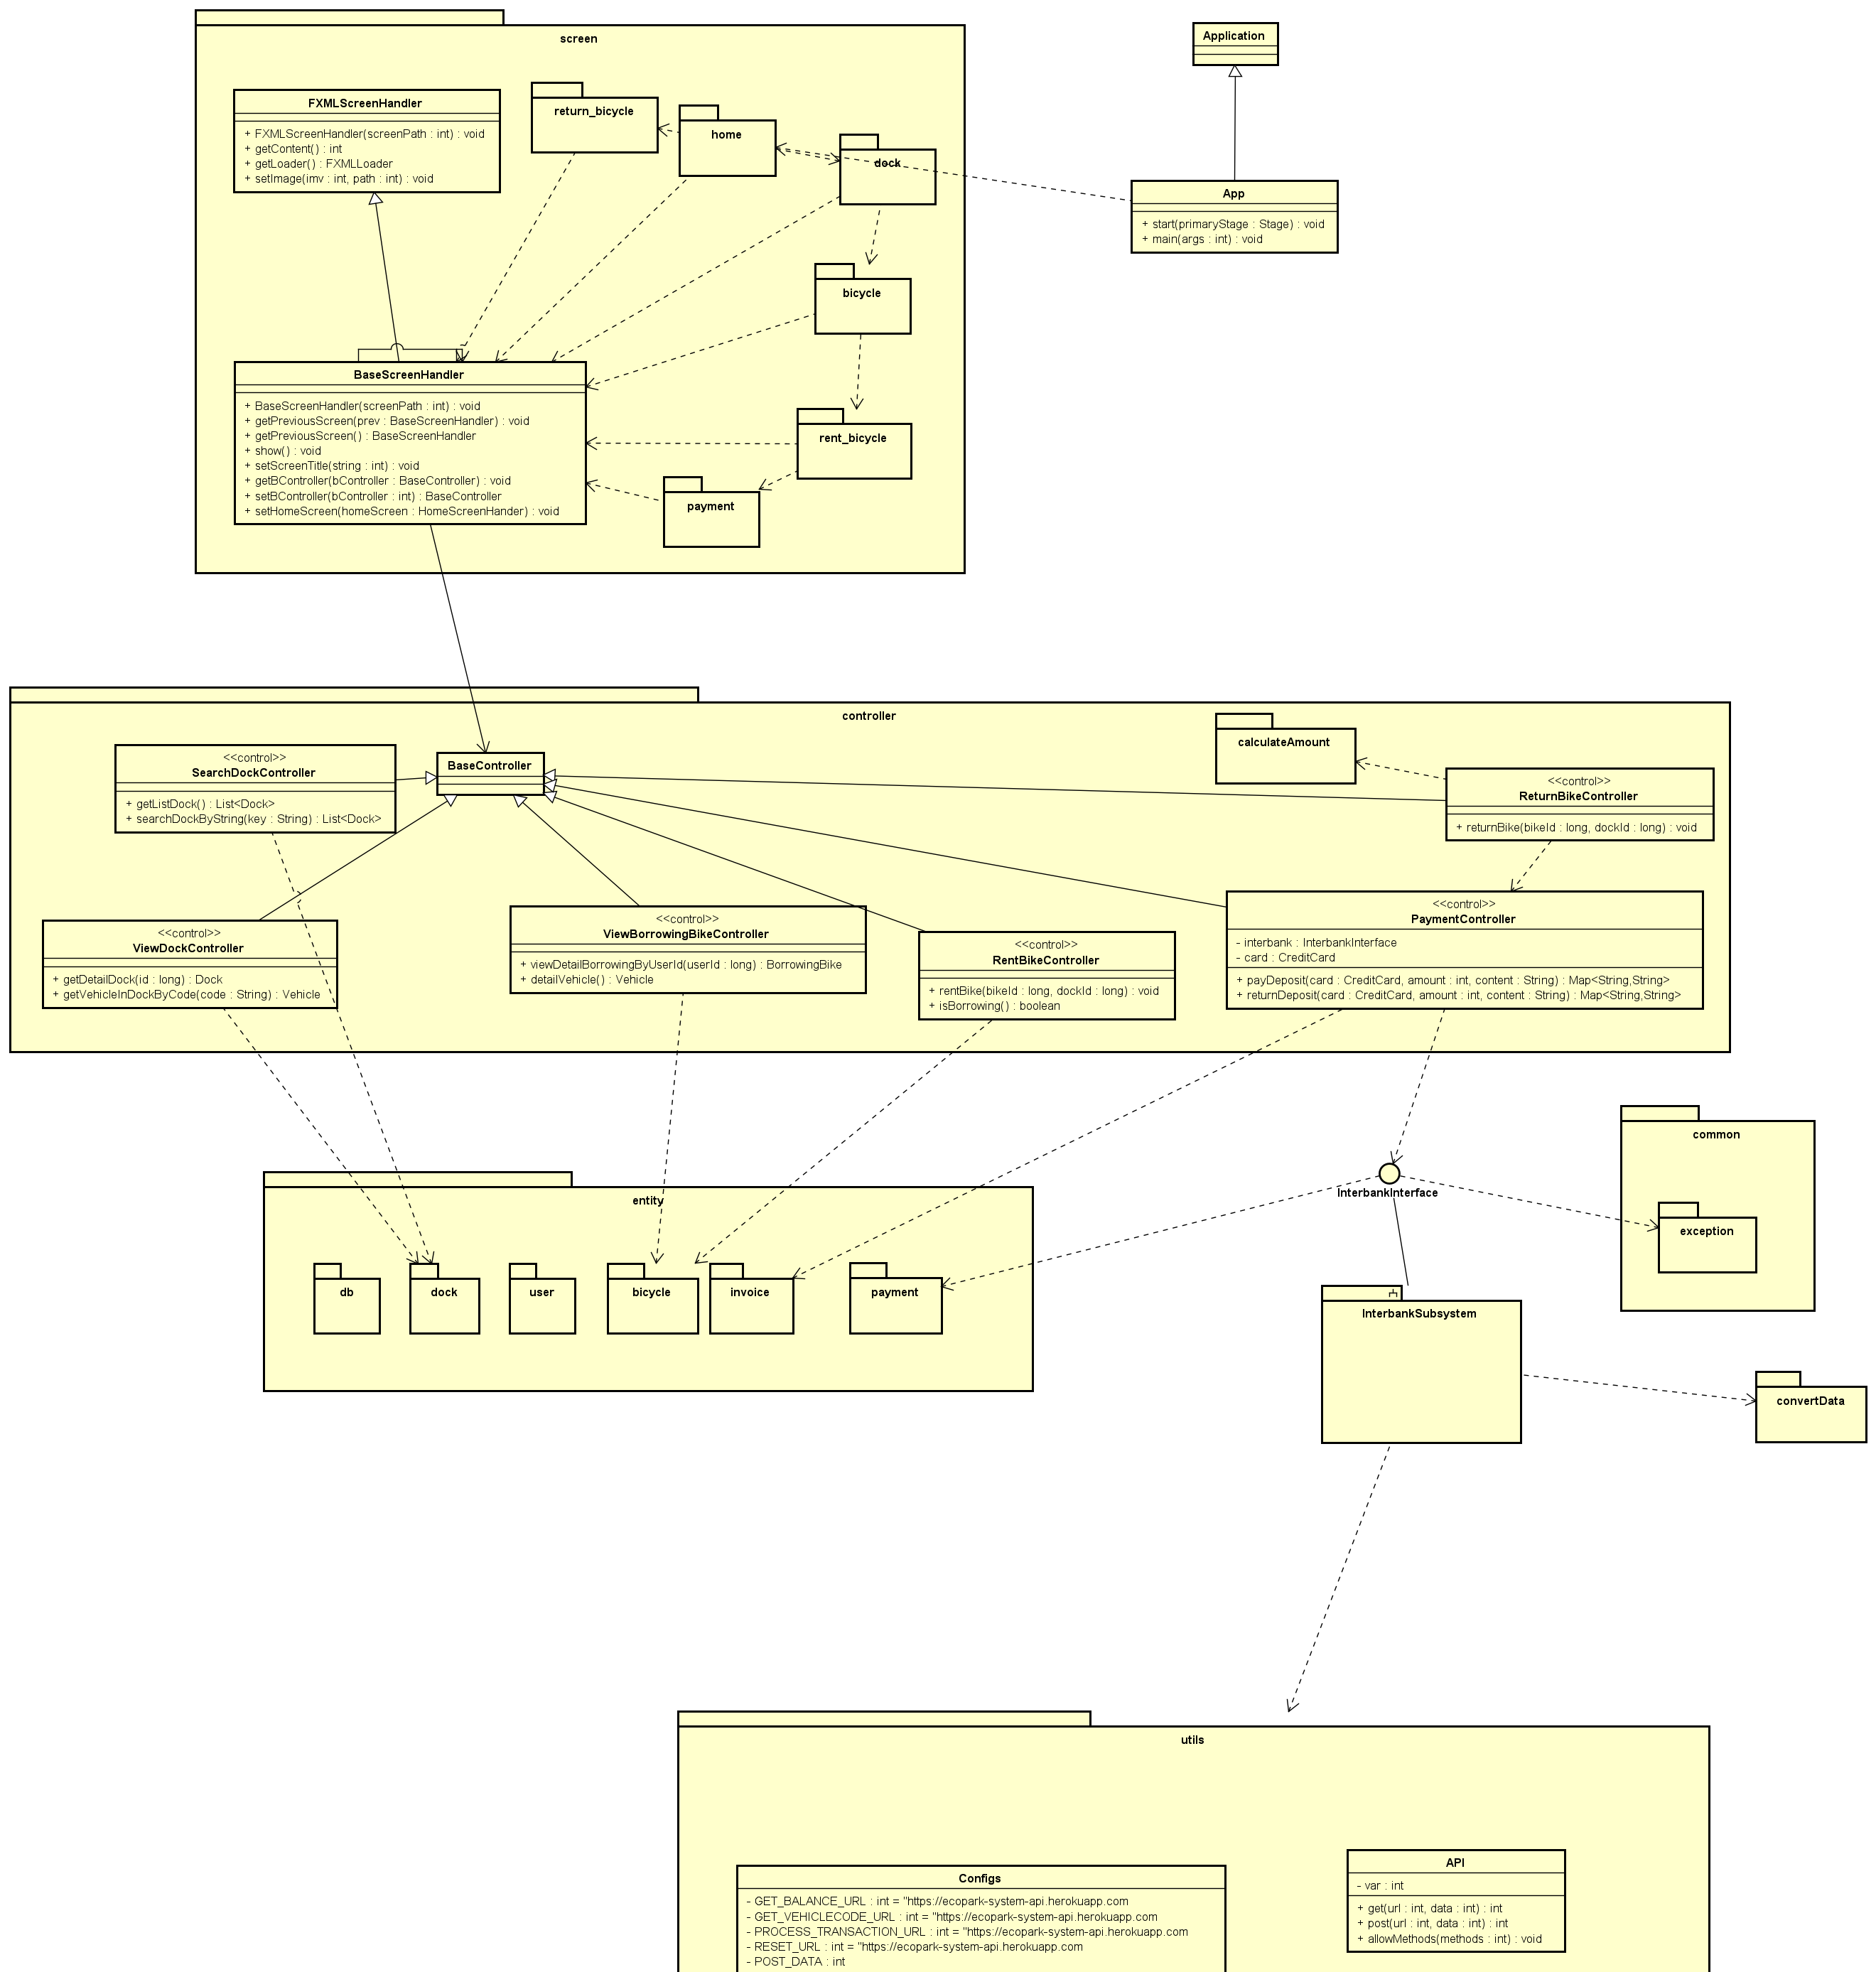 screen
Application
FXMLScreenHandler
+ FXMLScreenHandler(screenPath : int) : void
+ getContent() : int
+ getLoader() : FXMLLoader
+ setImage(imv : int, path : int) : void
return_bicycle
home
dock
App
+ start(primaryStage : Stage) : void
+ main(args : int) : void
bicycle
BaseScreenHandler
+ BaseScreenHandler(screenPath : int) : void
+ getPreviousScreen(prev : BaseScreenHandler) : void
+ getPreviousScreen() : BaseScreenHandler
+ show() : void
+ setScreenTitle(string : int) : void
+ getBController(bController : BaseController) : void
+ setBController(bController : int) : BaseController
+ setHomeScreen(homeScreen : HomeScreenHander) : void
rent_bicycle
payment
controller
calculateAmount
<<control>>
SearchDockController
+ getListDock() : List<Dock>
+ searchDockByString(key : String) : List<Dock>
BaseController
<<control>>
ReturnBikeController
+ returnBike(bikeId : long, dockId : long) : void
<<control>>
ViewDockController
+ getDetailDock(id : long) : Dock
+ getVehicleInDockByCode(code : String) : Vehicle
<<control>>
ViewBorrowingBikeController
+ viewDetailBorrowingByUserId(userId : long) : BorrowingBike
+ detailVehicle() : Vehicle
<<control>>
RentBikeController
+ rentBike(bikeId : long, dockId : long) : void
+ isBorrowing() : boolean
<<control>>
PaymentController
- interbank : InterbankInterface
- card : CreditCard
+ payDeposit(card : CreditCard, amount : int, content : String) : Map<String,String>
+ returnDeposit(card : CreditCard, amount : int, content : String) : Map<String,String>
common
exception
InterbankInterface
entity
db
dock
user
bicycle
invoice
payment
InterbankSubsystem
convertData
utils
Configs
- GET_BALANCE_URL : int = "https://ecopark-system-api.herokuapp.com
- GET_VEHICLECODE_URL : int = "https://ecopark-system-api.herokuapp.com
- PROCESS_TRANSACTION_URL : int = "https://ecopark-system-api.herokuapp.com
- RESET_URL : int = "https://ecopark-system-api.herokuapp.com
- POST_DATA : int
API
- var : int
+ get(url : int, data : int) : int
+ post(url : int, data : int) : int
+ allowMethods(methods : int) : void